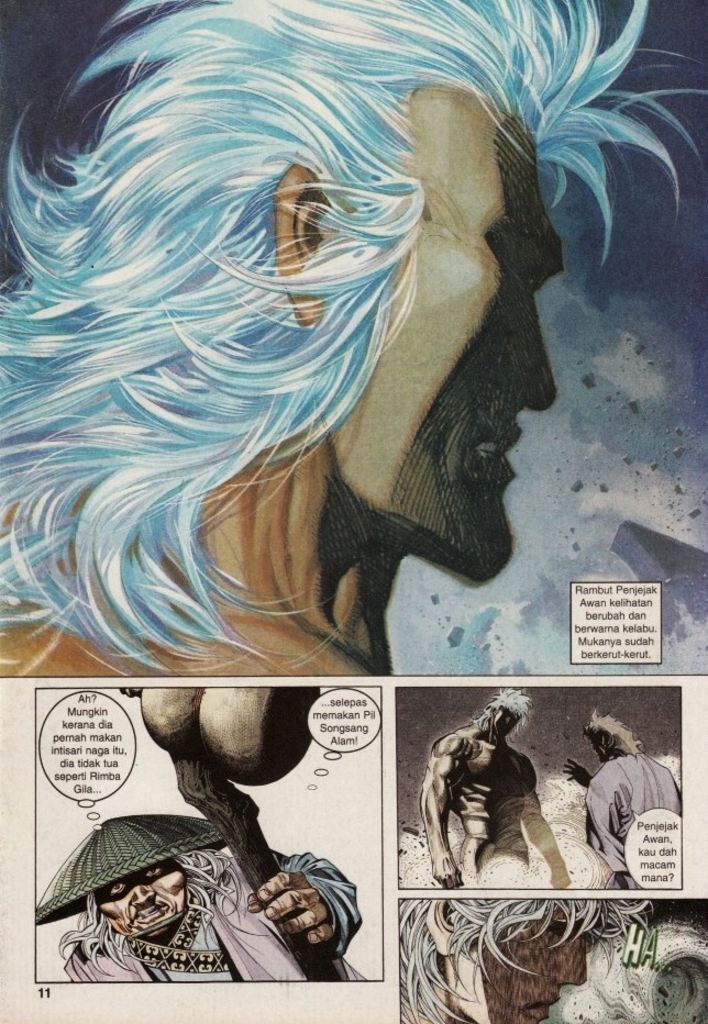 Rambut Penjejak
Awan kelihatan
berubah dan
berwarna kelabu.
Mukanya sudah
berkerut-kerut.
Ah?
Mungkin
kerana dia
pernah makan
intisari naga itu,
dia tidak tua
seperti Rimba
Gila...
...selepas
memakan Pil
Songsang
Alam!
Penjejak
Awan,
kau dah
macam
mana?
HA..
11